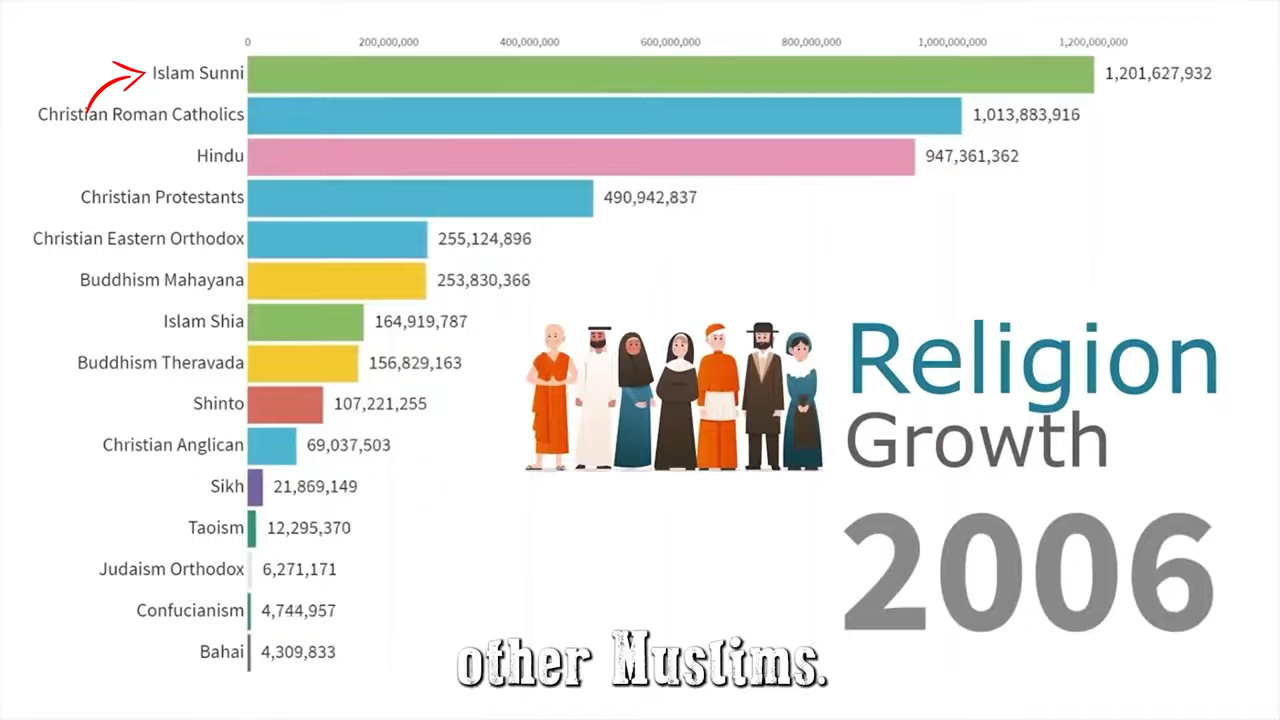 0 200,000,000 400,000,000 600,000,000 800,000,000 1,000,000,000 1,200,000,000
Islam Sunni 1,201,627,932
Christian Roman Catholics 1,013,883,916
Hindu 947,361,362
Christian Protestants 490,942,837
Christian Eastern Orthodox 255,124,896
Buddhism Mahayana 253,830,366
Islam Shia 164,919,787
Buddhism Theravada 156,829,163
Shinto 107,221,255
Christian Anglican 69,037,503
Sikh 21,869,149
Taoism 12,295,370
Judaism Orthodox 6,271,171
Confucianism 4,744,957
Bahai 4,309,833
Religion
Growth
2006
other Muslims.